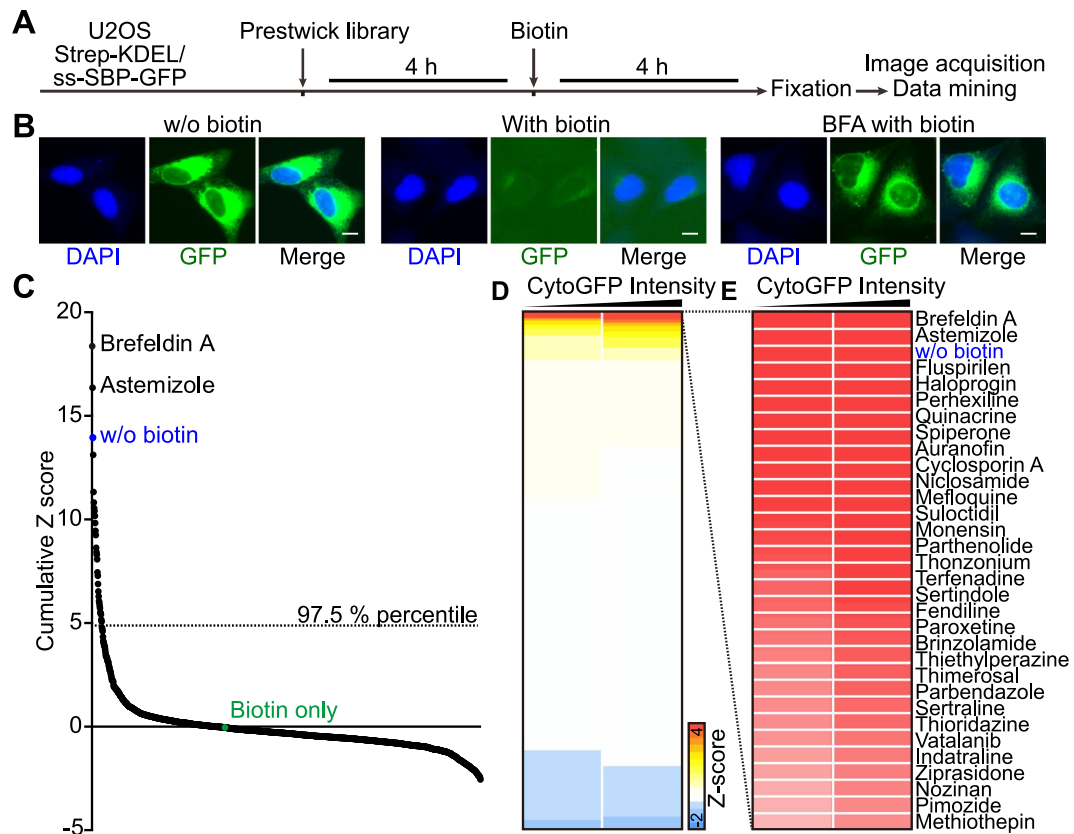 A
U2OS
Strep-KDEL/
ss-SBP-GFP
Prestwick library
4 h
Biotin
4 h
Fixation
Image acquisition
Data mining
B
w/o biotin
With biotin
BFA with biotin
DAPI
GFP
Merge
DAPI
GFP
Merge
DAPI
GFP
Merge
C
Cumulative Z score
20
15
10
5
0
-5
Brefeldin A
Astemizole
w/o biotin
97.5 % percentile
Biotin only
D
CytoGFP Intensity
4
-2
Z-score
E
CytoGFP Intensity
Brefeldin A
Astemizole
w/o biotin
Fluspirilen
Haloprogin
Perhexiline
Quinacrine
Spiperone
Auranofin
Cyclosporin A
Niclosamide
Mefloquine
Suloctidil
Monensin
Parthenolide
Thonzonium
Terfenadine
Sertindole
Fendiline
Paroxetine
Brinzolamide
Thiethylperazine
Thimerosal
Parbendazole
Sertraline
Thioridazine
Vatalanib
Indatraline
Ziprasidone
Nozinan
Pimozide
Methiothepin